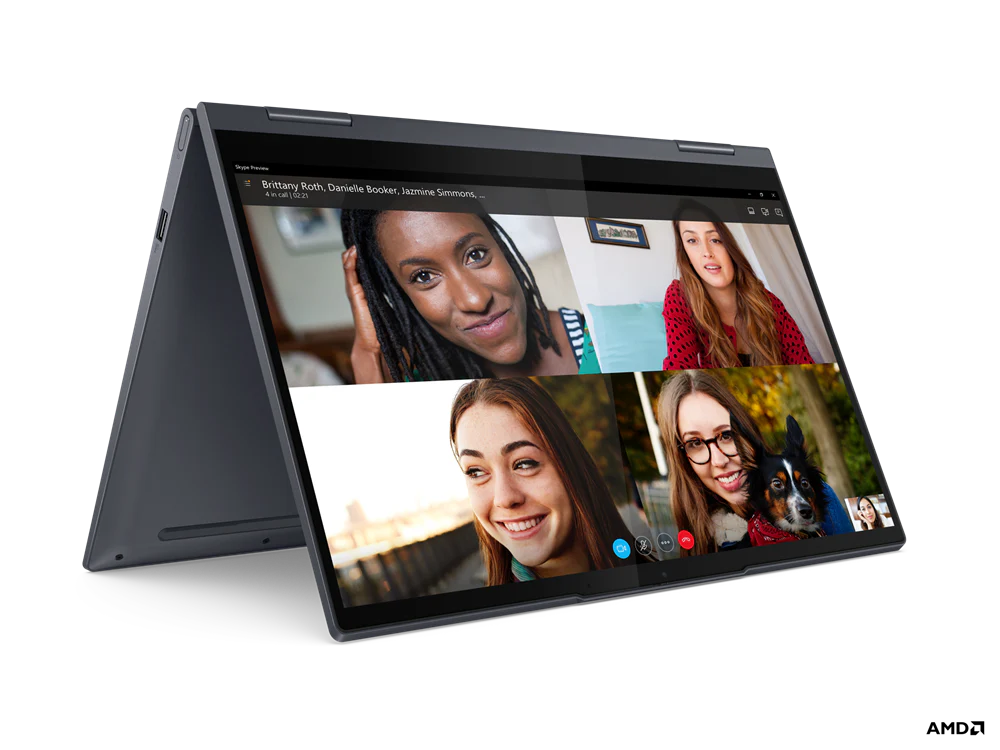 Skype Preview
Brittany Roth, Danielle Booker, Jazmine Simmons, ...
4 in call | 02:21
AMD